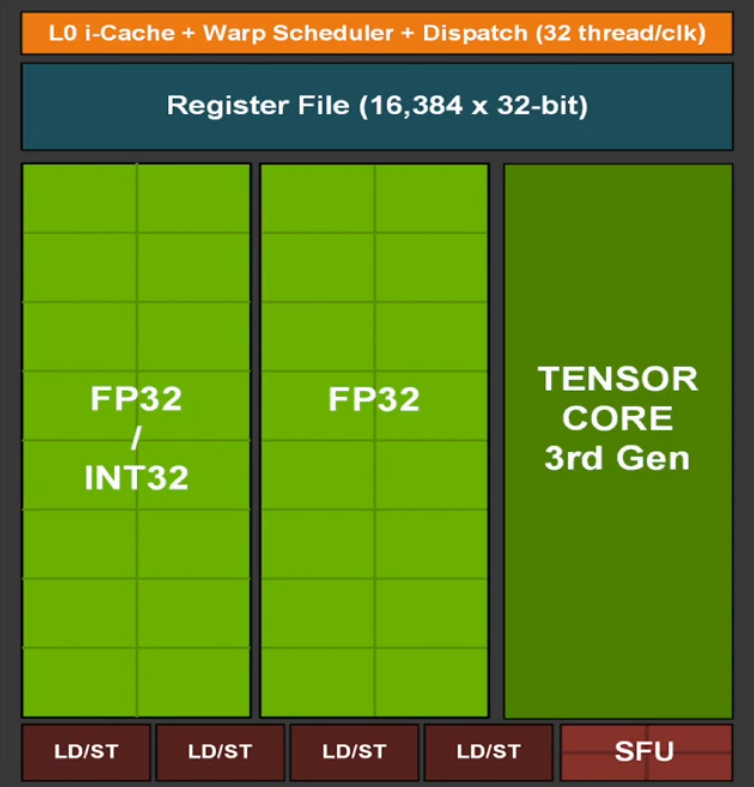 L0 i-Cache + Warp Scheduler + Dispatch (32 thread/clk)
Register File (16,384 x 32-bit)
FP32
/
INT32
FP32
TENSOR
CORE
3rd Gen
LD/ST
LD/ST
LD/ST
LD/ST
SFU